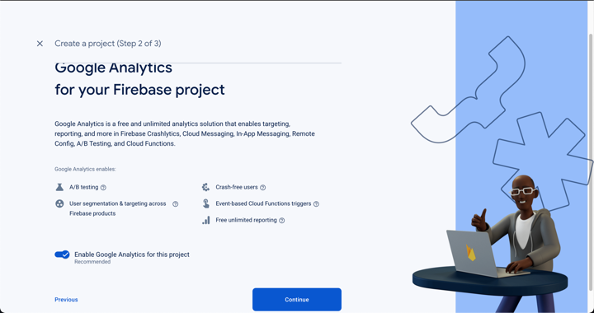 Create a project (Step 2 of 3)
Google Analytics
for your Firebase project
Google Analytics is a free and unlimited analytics solution that enables targeting,
reporting, and more in Firebase Crashlytics, Cloud Messaging, In-App Messaging, Remote
Config, A/B Testing, and Cloud Functions.
Google Analytics enables:
A/B testing
Crash-free users
User segmentation & targeting across
Firebase products
Event-based Cloud Functions triggers
Free unlimited reporting
Enable Google Analytics for this project
Recommended
Previous
Continue